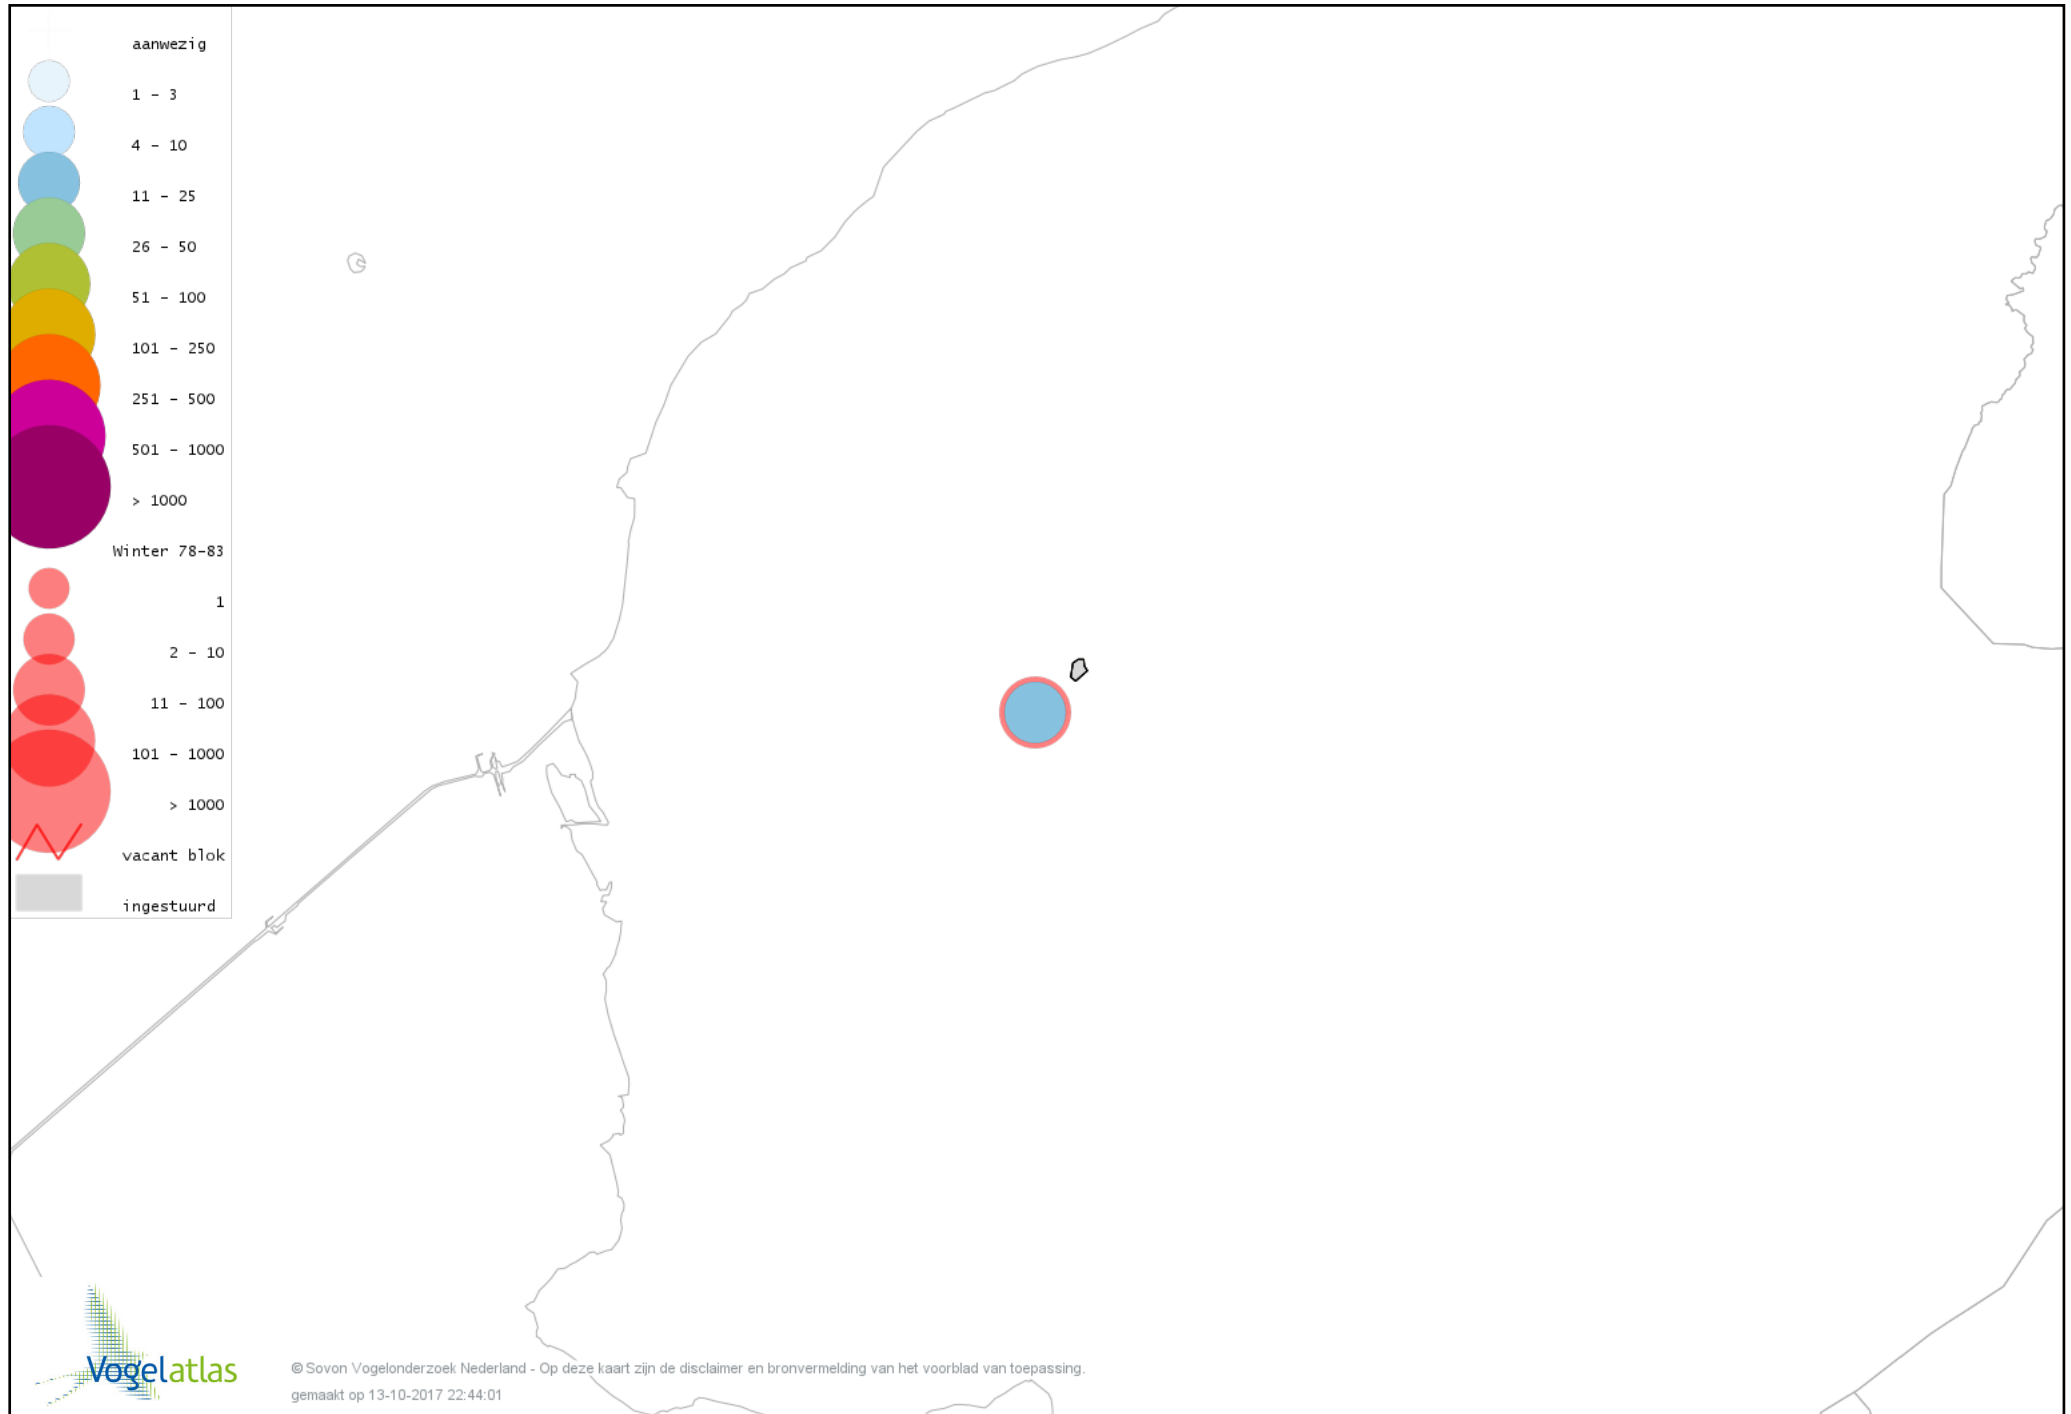 aanwezig
1 - 3
4 - 10
11 - 25
26 - 50
51 - 100
101 - 250
251 - 500
501 - 1000
> 1000
Winter 78-83
1
2 - 10
11 - 100
101 - 1000
> 1000
vacant blok
ingestuurd
Vogelatlas
© Sovon Vogelonderzoek Nederland - Op deze kaart zijn de disclaimer en bronvermelding van het voorblad van toepassing.
gemaakt op 13-10-2017 22:44:01